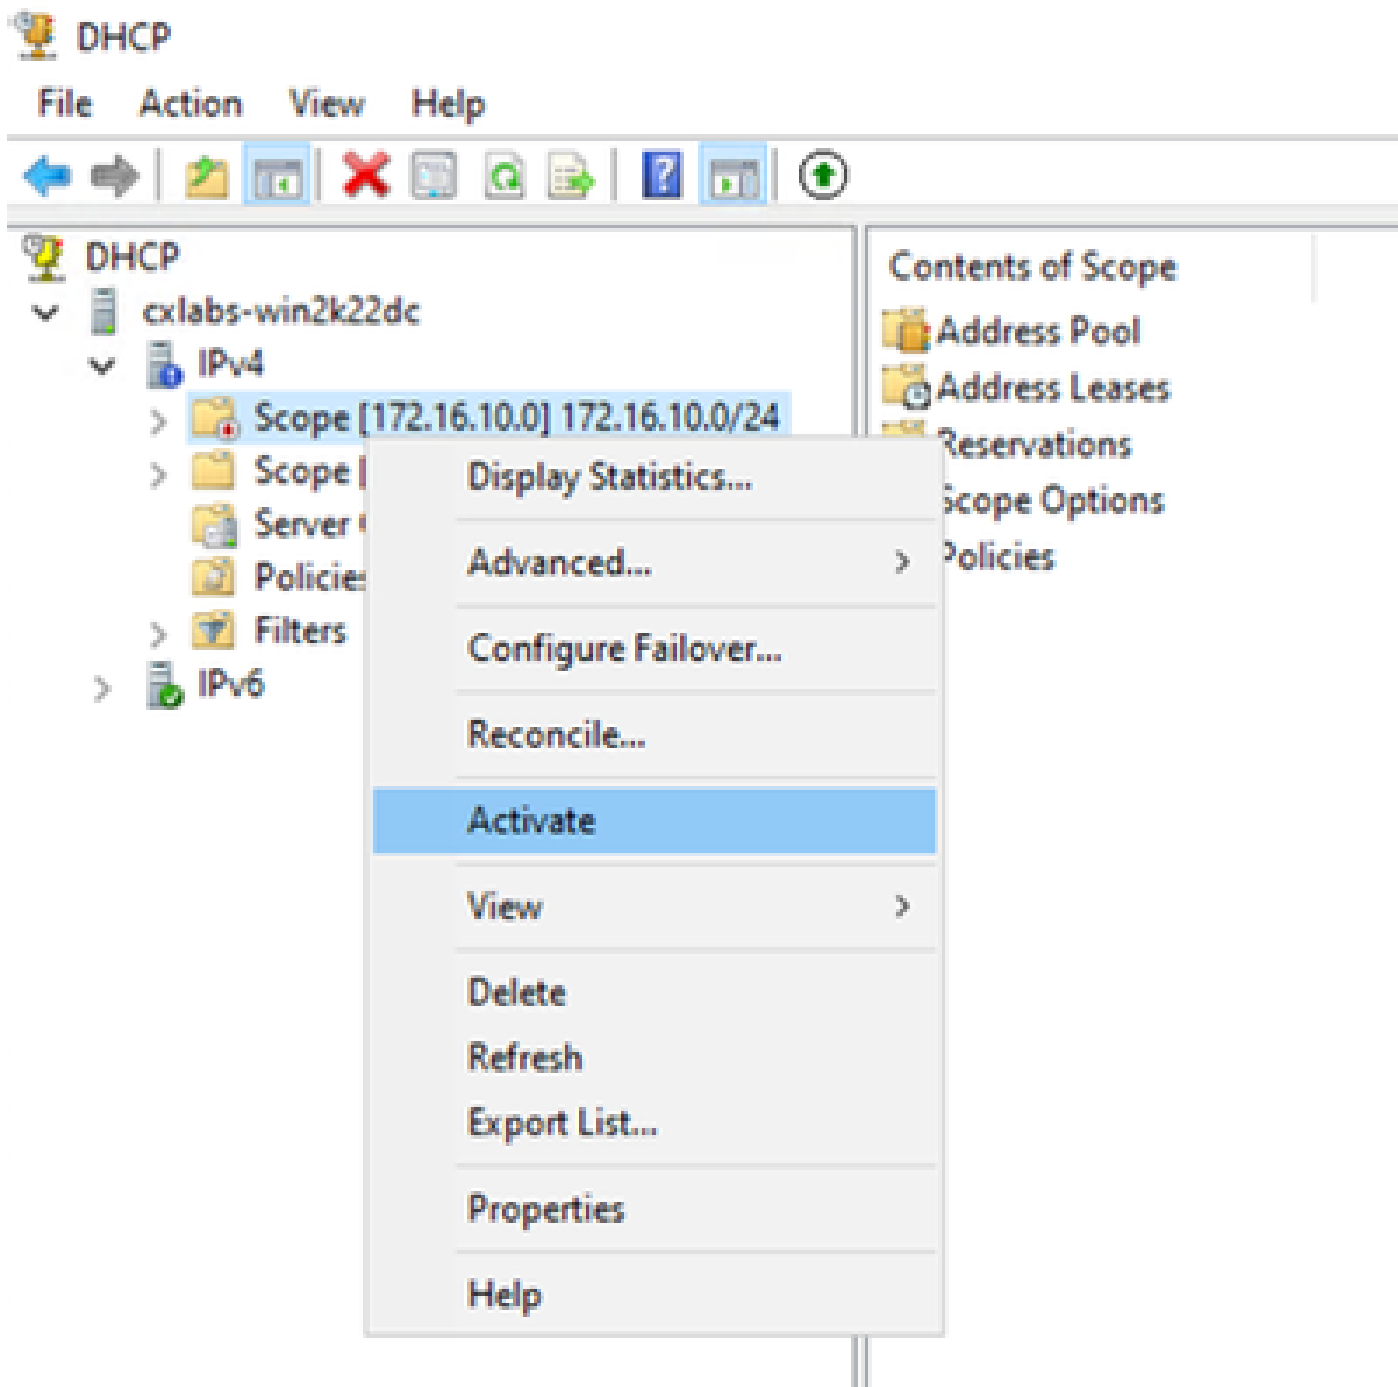 DHCP
File Action View Help
DHCP
cxlabs-win2k22dc
IPv4
Scope [172.16.10.0] 172.16.10.0/24
Scope [
Server
Policies
Filters
IPv6
Contents of Scope
Address Pool
Address Leases
Reservations
Scope Options
Policies
Display Statistics...
Advanced...
Configure Failover...
Reconcile...
Activate
View
Delete
Refresh
Export List...
Properties
Help